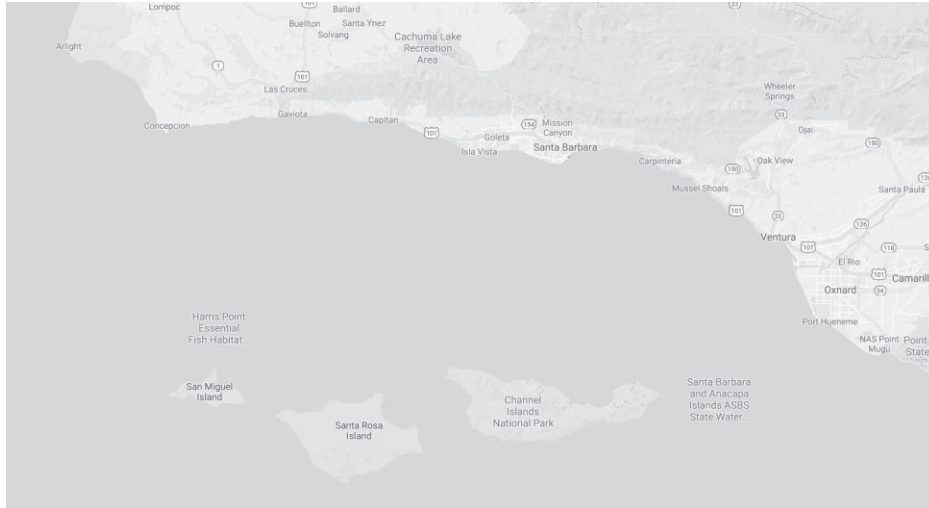 Lompoc
101
Ballard
33
Buellton
Santa Ynez
Solvang
Arlight
Cachuma Lake
Recreation
Area
1
101
Las Cruces
Wheeler
Springs
Gaviota
Capitan
33
Concepcion
101
154
Mission
Canyon
Ojai
Goleta
150
Isla Vista
Santa Barbara
Carpinteria
Oak View
150
126
Mussel Shoals
Santa Paula
101
33
126
Ventura
101
118
S
El Rio
101
Camarill
Oxnard
34
Harris Point
Essential
Fish Habitat...
Port Hueneme
NAS Point
Mugu
Point
State
San Miguel
Island
Santa Barbara
and Anacapa
Islands ASBS
State Water...
Channel
Islands
National Park
Santa Rosa
Island